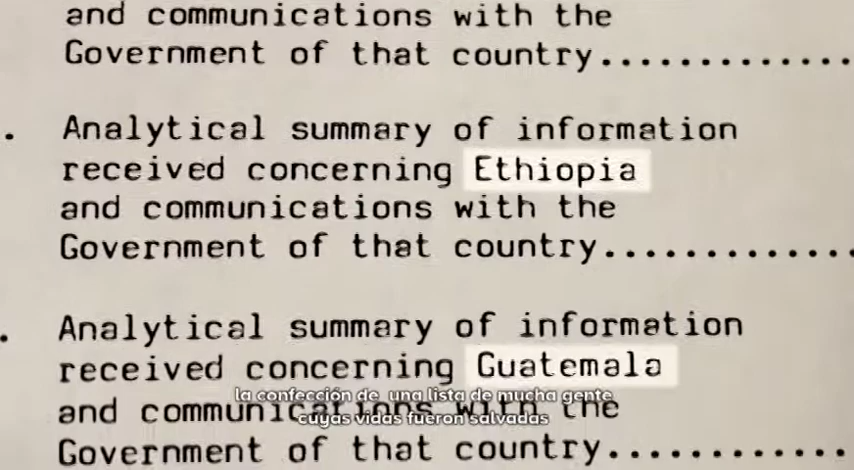 and communications with the
Government of that country.............
. Analytical summary of information
received concerning Ethiopia
and communications with the
Government of that country.............
. Analytical summary of information
received concerning Guatemala
la confección de una lista de mucha gente
and communications with the
cuyas vidas fueron salvadas
Government of that country.............